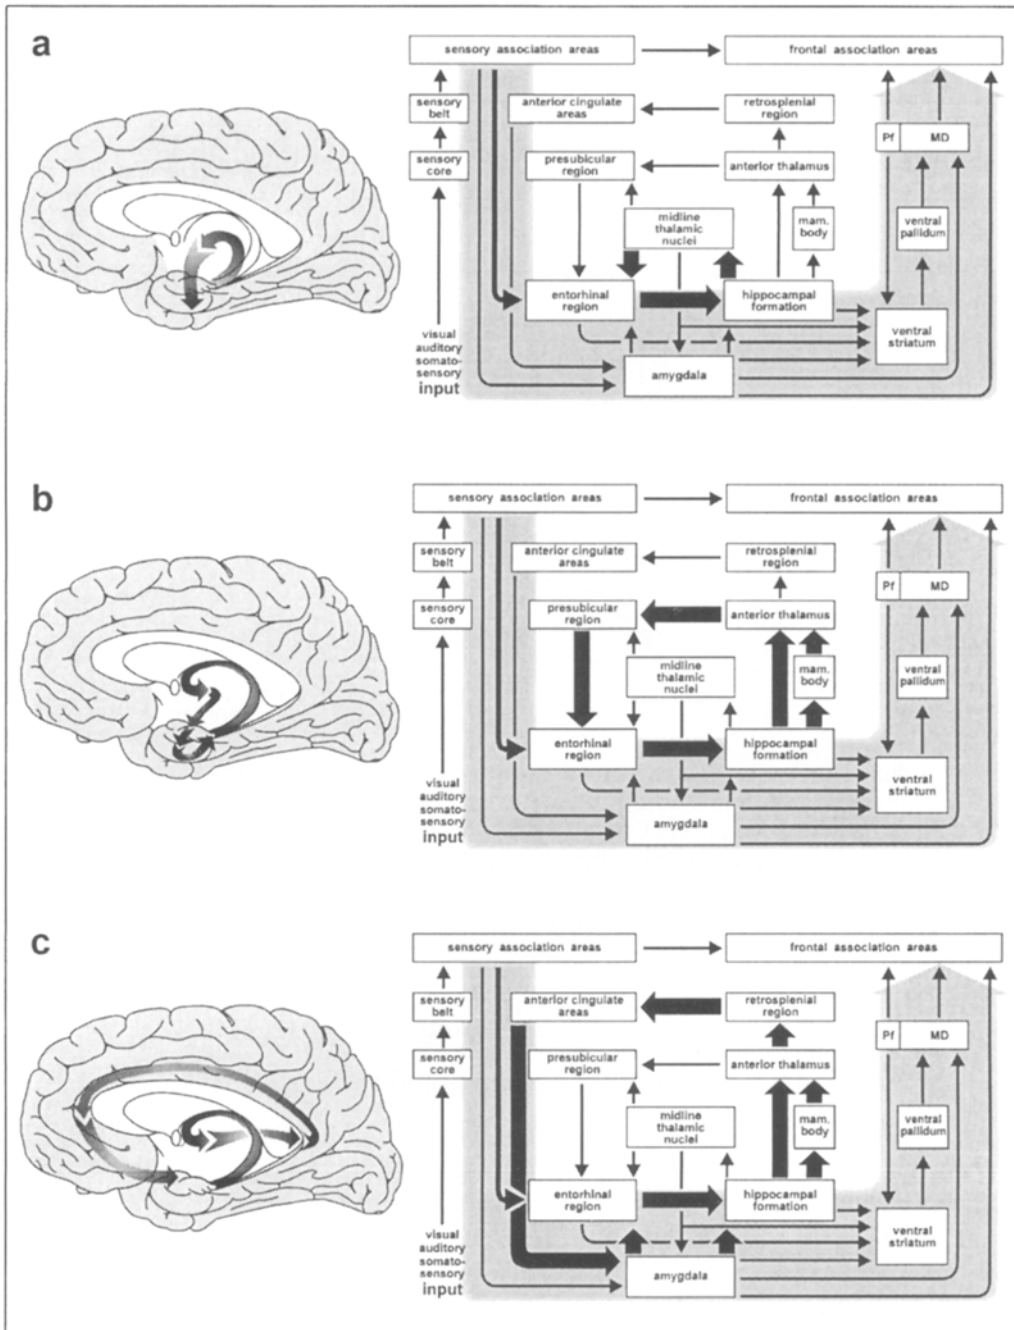 a
sensory association areas
frontal association areas
sensory
belt
anterior cingulate
areas
retrosplenial
region
sensory
core
presubicular
region
anterior thalamus
Pf
MD
midline
thalamic
nuclei
mam.
body
ventral
pallidum
entorhinal
region
hippocampal
formation
ventral
striatum
visual
auditory
somato-
sensory
input
amygdala
b
sensory association areas
frontal association areas
sensory
belt
anterior cingulate
areas
retrosplenial
region
sensory
core
presubicular
region
anterior thalamus
Pf
MD
midline
thalamic
nuclei
mam.
body
ventral
pallidum
entorhinal
region
hippocampal
formation
ventral
striatum
visual
auditory
somato-
sensory
input
amygdala
c
sensory association areas
frontal association areas
sensory
belt
anterior cingulate
areas
retrosplenial
region
sensory
core
presubicular
region
anterior thalamus
Pf
MD
midline
thalamic
nuclei
mam.
body
ventral
pallidum
entorhinal
region
hippocampal
formation
ventral
striatum
visual
auditory
somato-
sensory
input
amygdala